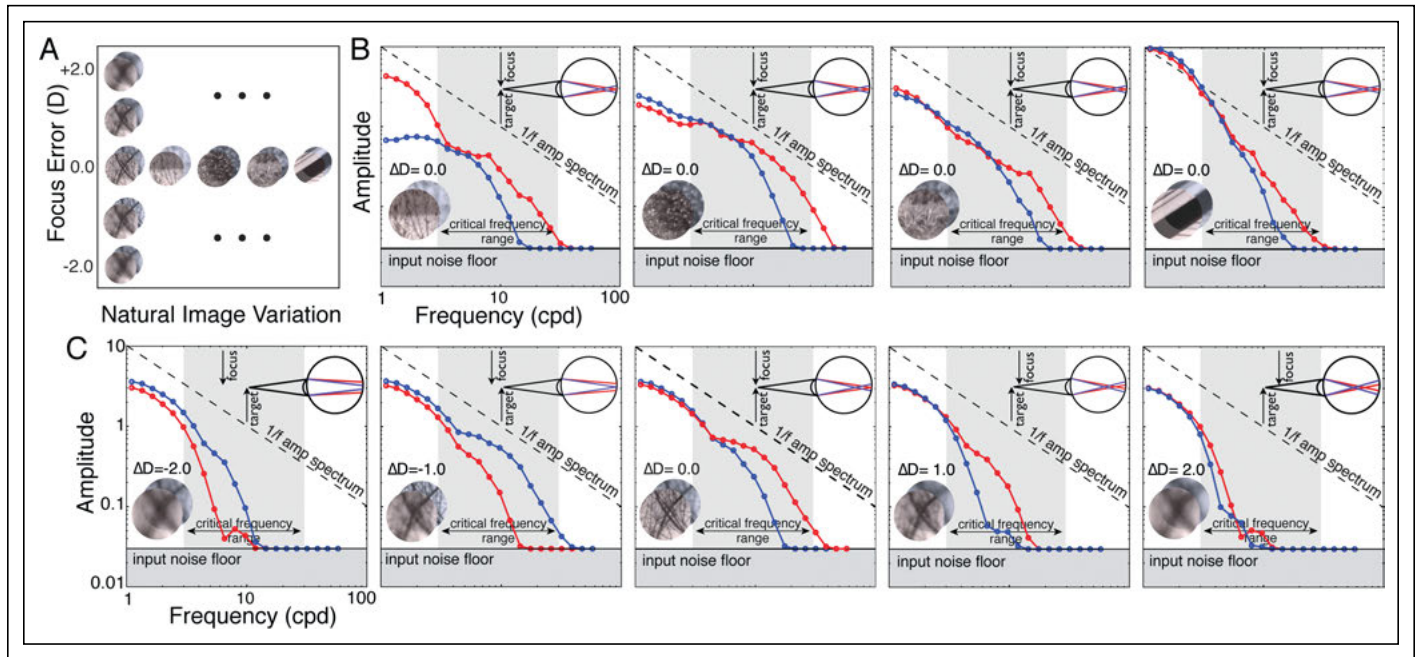 A
Focus Error (D)
+2.0
0.0
-2.0
Natural Image Variation
B
Amplitude
focus
target
1/f amp spectrum
ΔD= 0.0
critical frequency
range
input noise floor
1
10
100
Frequency (cpd)
focus
target
1/f amp spectrum
ΔD= 0.0
critical frequency
range
input noise floor
focus
target
1/f amp spectrum
ΔD= 0.0
critical frequency
range
input noise floor
focus
target
1/f amp spectrum
ΔD= 0.0
critical frequency
range
input noise floor
C
Amplitude
10
1
0.1
0.01
focus
target
1/f amp spectrum
ΔD=-2.0
critical frequency
range
input noise floor
1
10
100
Frequency (cpd)
focus
target
1/f amp spectrum
ΔD=-1.0
critical frequency
range
input noise floor
focus
target
1/f amp spectrum
ΔD= 0.0
critical frequency
range
input noise floor
focus
target
1/f amp spectrum
ΔD= 1.0
critical frequency
range
input noise floor
focus
target
1/f amp spectrum
ΔD= 2.0
critical frequency
range
input noise floor